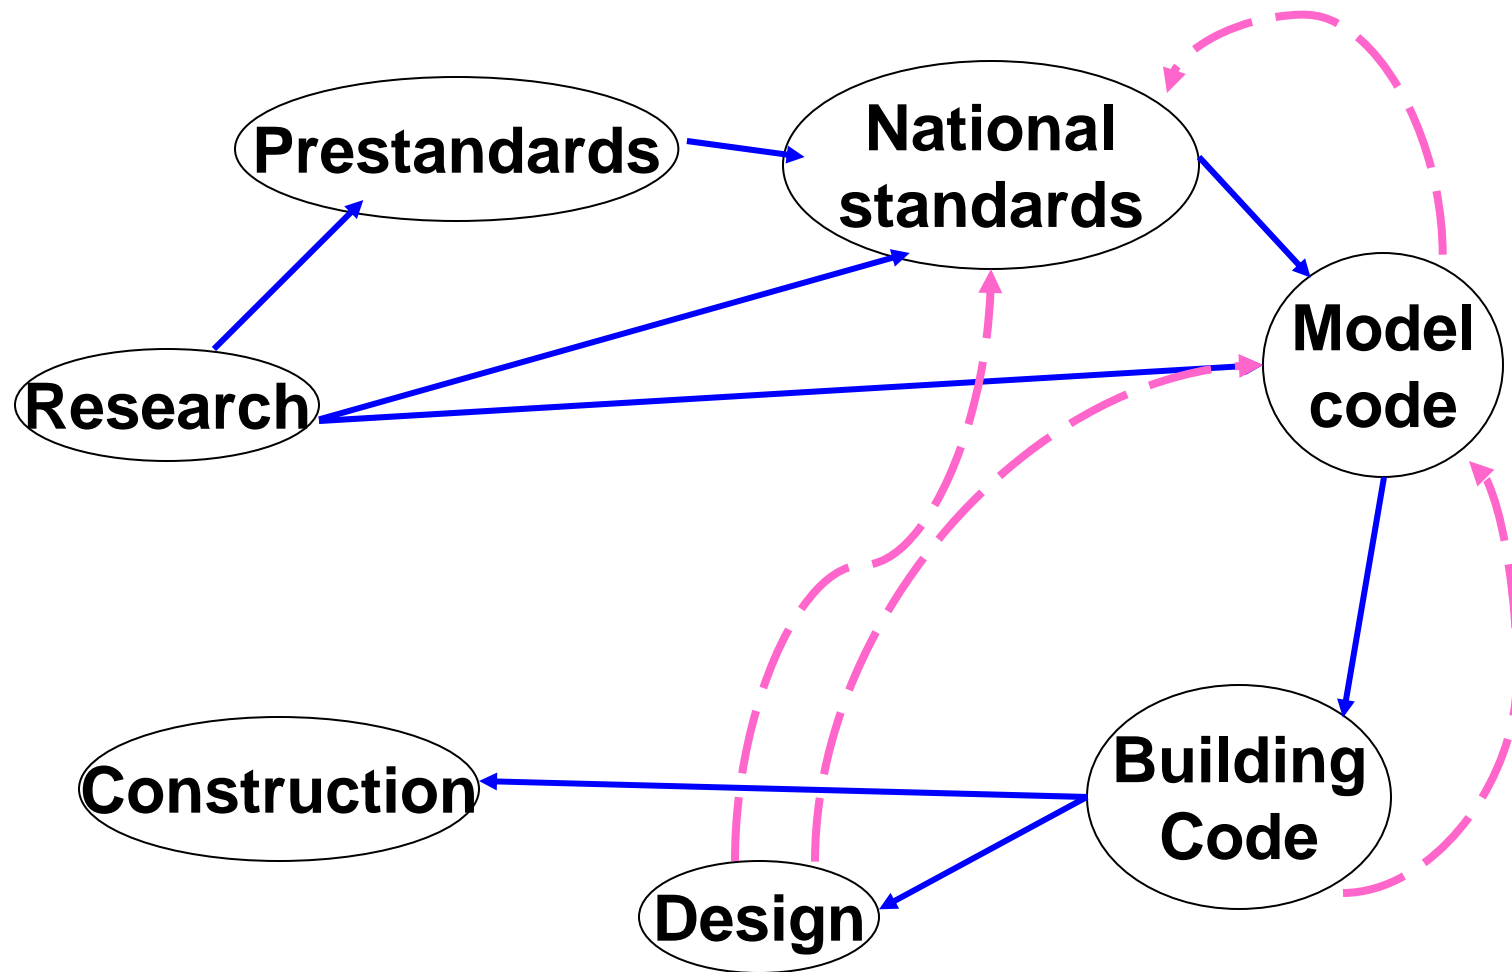 Prestandards
National
standards
Research
Model
code
Construction
Building
Code
Design